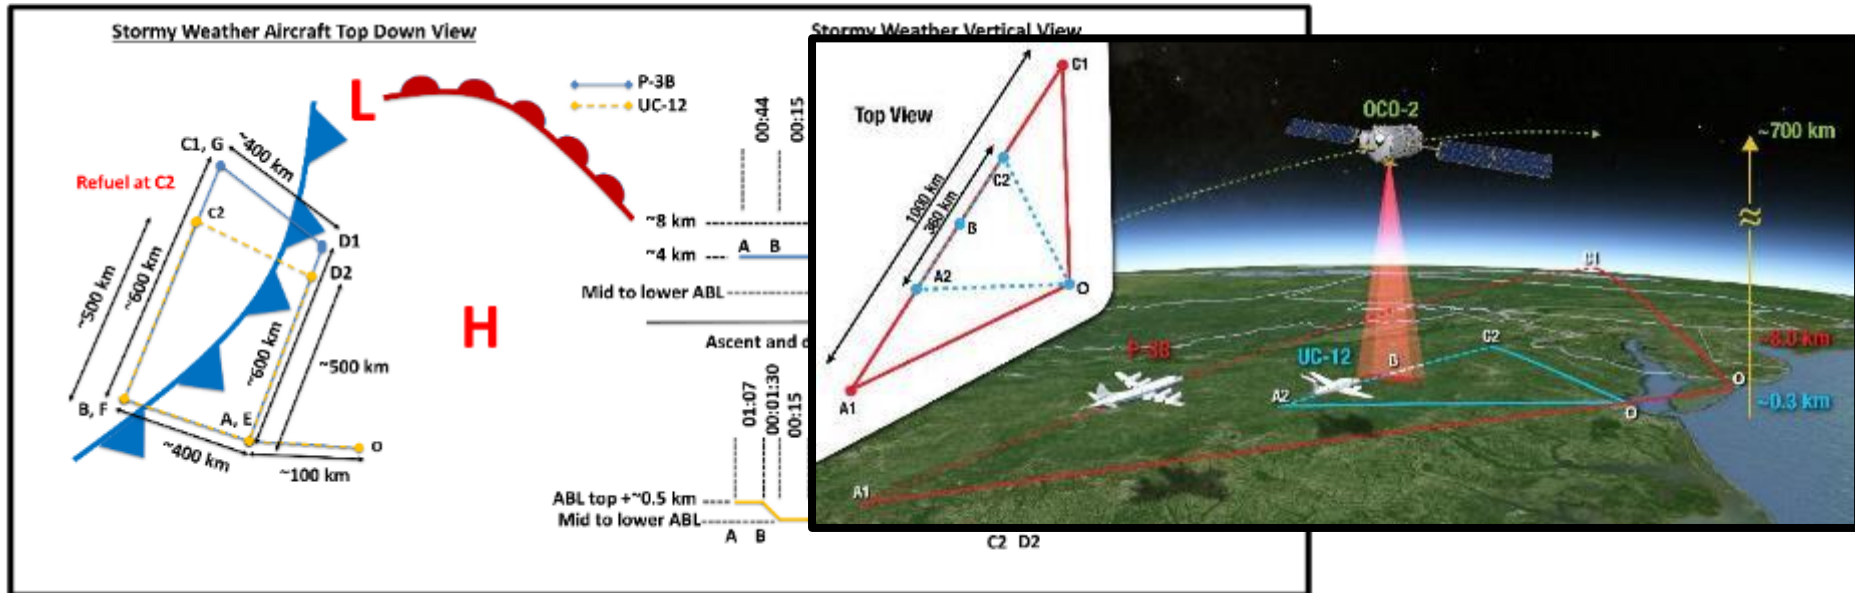 Stormy Weather Aircraft Top Down View
L
P-3B
UC-12
C1, G
~400 km
Refuel at C2
C2
D1
D2
~500 km
~600 km
~600 km
~500 km
H
B, F
A, E
O
~400 km
~100 km
Stormy Weather Vertical View
00:44
00:15
~8 km
A B
~4 km
Mid to lower ABL
Ascent and
01:07
00:01:30
00:15
ABL top +~0.5 km
Mid to lower ABL
A B
C2 D2
Top View
C1
1000 km
360 km
C2
B
A2
O
A1
OCO-2
~700 km
C1
P-3B
UC-12
B
C2
~8.0 km
A2
O
O
~0.3 km
A1